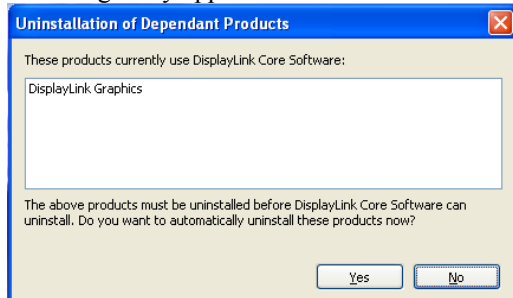 Uninstallation of Dependant Products
These products currently use DisplayLink Core Software:
DisplayLink Graphics
The above products must be uninstalled before DisplayLink Core Software can
uninstall. Do you want to automatically uninstall these products now?
Yes
No